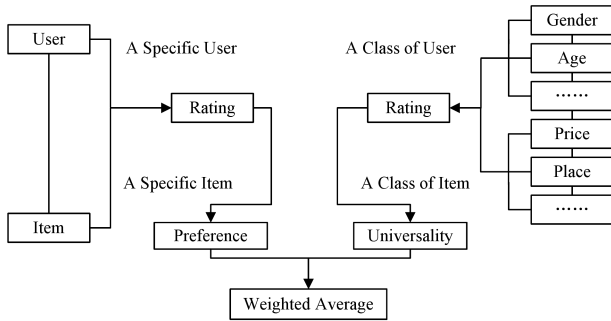 User
A Specific User
A Class of User
Gender
Age
Rating
Rating
......
Price
A Specific Item
A Class of Item
Place
Item
Preference
Universality
......
Weighted Average